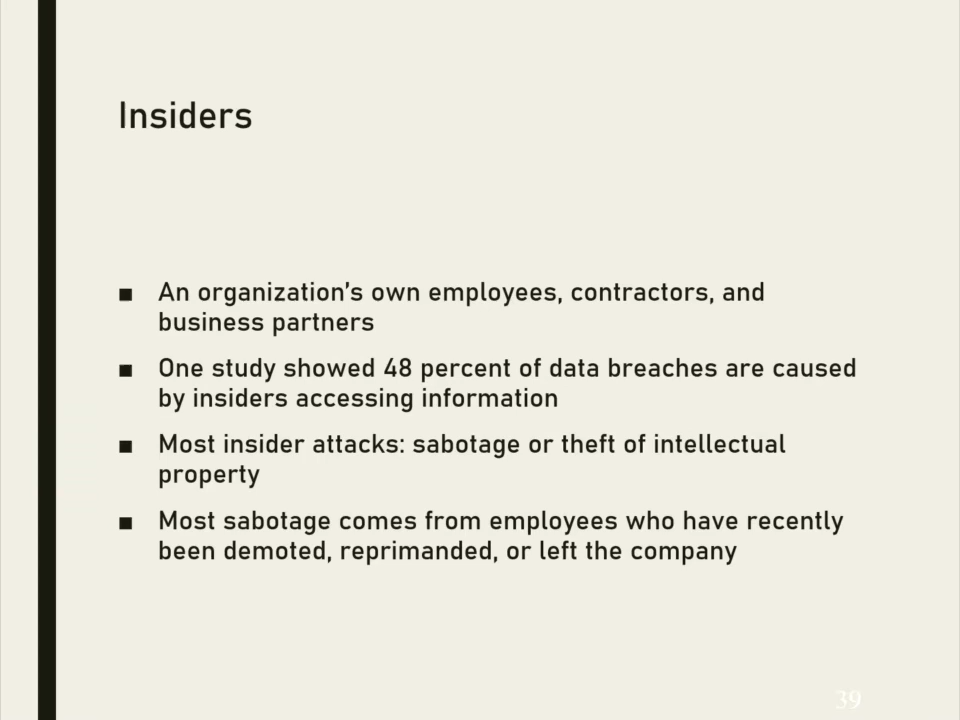 Insiders
■ An organization's own employees, contractors, and
business partners
■ One study showed 48 percent of data breaches are caused
by insiders accessing information
■ Most insider attacks: sabotage or theft of intellectual
property
■ Most sabotage comes from employees who have recently
been demoted, reprimanded, or left the company
39